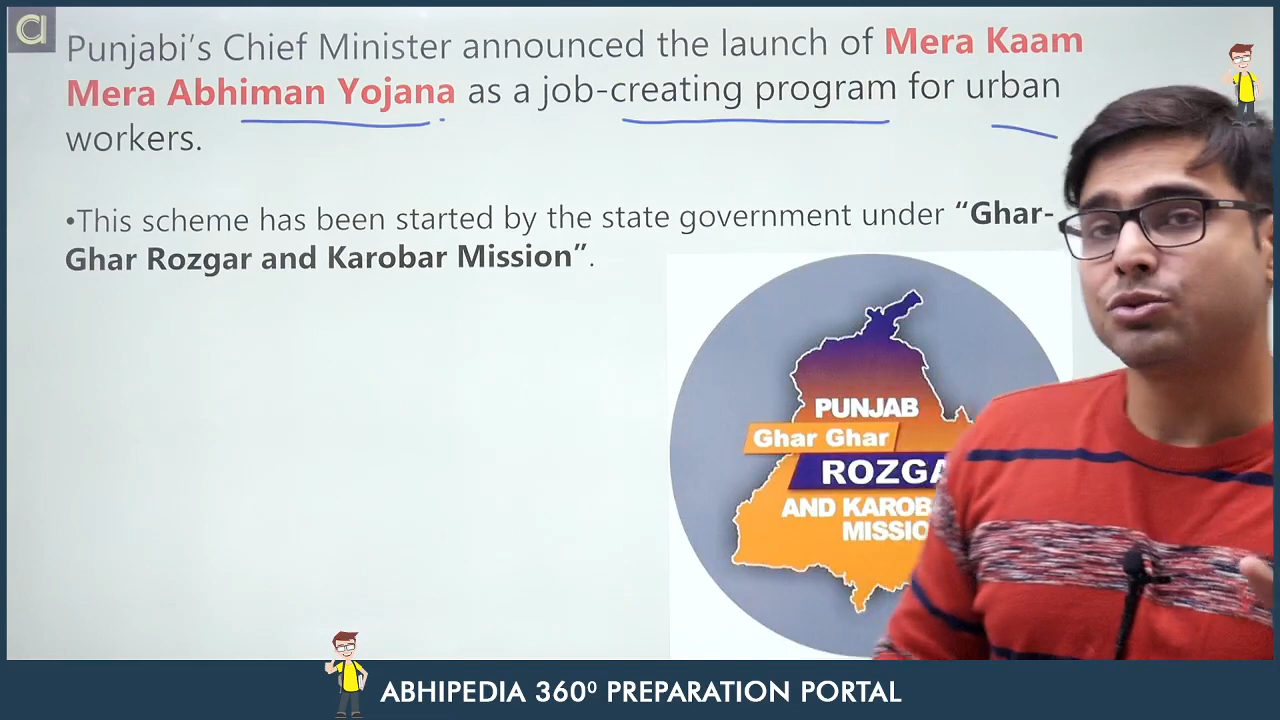 Punjabi’s Chief Minister announced the launch of Mera Kaam
Mera Abhiman Yojana as a job-creating program for urban
workers.
•This scheme has been started by the state government under “Ghar-
Ghar Rozgar and Karobar Mission”.
PUNJAB
Ghar Ghar
ROZGA
AND KAROB
MISSIO
ABHIPEDIA 360⁰ PREPARATION PORTAL